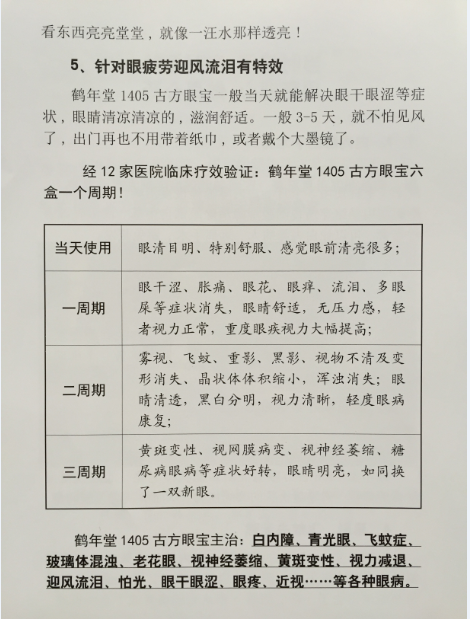 看东西亮亮堂堂，就像一汪水那样透亮！
5、针对眼疲劳迎风流泪有特效
鹤年堂 1405 古方眼宝一般当天就能解决眼干眼涩等症
状，眼睛清凉清凉的，滋润舒适。一般 3-5 天，就不怕见风
了，出门再也不用带着纸巾，或者戴个大墨镜了。
经 12 家医院临床疗效验证：鹤年堂 1405 古方眼宝六
盒一个周期！
当天使用
眼清目明、特别舒服、感觉眼前清亮很多；
一周期
眼干涩、胀痛、眼花、眼痒、流泪、多眼
屎等症状消失，眼睛舒适，无压力感，轻
者视力正常，重度眼疾视力大幅提高；
二周期
雾视、飞蚊、重影、黑影、视物不清及变
形消失、晶状体体积缩小，浑浊消失；眼
睛清透，黑白分明，视力清晰，轻度眼病
康复；
三周期
黄斑变性、视网膜病变、视神经萎缩、糖
尿病眼病等症状好转，眼睛明亮，如同换
了一双新眼。
鹤年堂 1405 古方眼宝主治：白内障、青光眼、飞蚊症、
玻璃体混浊、老花眼、视神经萎缩、黄斑变性、视力减退、
迎风流泪、怕光、眼干眼涩、眼疼、近视……等各种眼病。